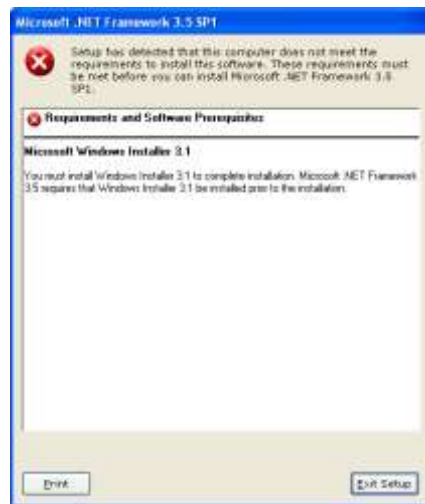 Microsoft .NET Framework 3.5 SP1
Setup has detected that this computer does not meet the
requirements to install this software. These requirements must
be met before you can install Microsoft .NET Framework 3.5
SP1.
Requirements and Software Prerequisites
Microsoft Windows Installer 3.1
You must install Windows Installer 3.1 to complete installation. Microsoft .NET Framework
3.5 requires that Windows Installer 3.1 be installed prior to the installation.
Print
Exit Setup